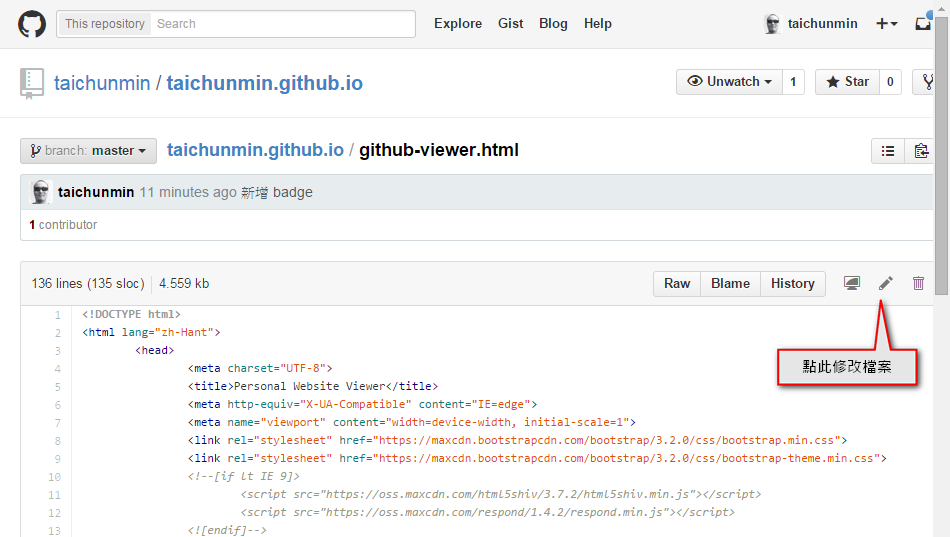 This repository Search Explore Gist Blog Help taichunmin
taichunmin / taichunmin.github.io Unwatch 1 Star 0
branch: master taichunmin.github.io / github-viewer.html
taichunmin 11 minutes ago 新增 badge
1 contributor
136 lines (135 sloc) 4.559 kb Raw Blame History
點此修改檔案
1 <!DOCTYPE html>
2 <html lang="zh-Hant">
3 <head>
4 <meta charset="UTF-8">
5 <title>Personal Website Viewer</title>
6 <meta http-equiv="X-UA-Compatible" content="IE=edge">
7 <meta name="viewport" content="width=device-width, initial-scale=1">
8 <link rel="stylesheet" href="https://maxcdn.bootstrapcdn.com/bootstrap/3.2.0/css/bootstrap.min.css">
9 <link rel="stylesheet" href="https://maxcdn.bootstrapcdn.com/bootstrap/3.2.0/css/bootstrap-theme.min.css">
10 <!--[if lt IE 9]>
11 <script src="https://oss.maxcdn.com/html5shiv/3.7.2/html5shiv.min.js"></script>
12 <script src="https://oss.maxcdn.com/respond/1.4.2/respond.min.js"></script>
13 <![endif]-->